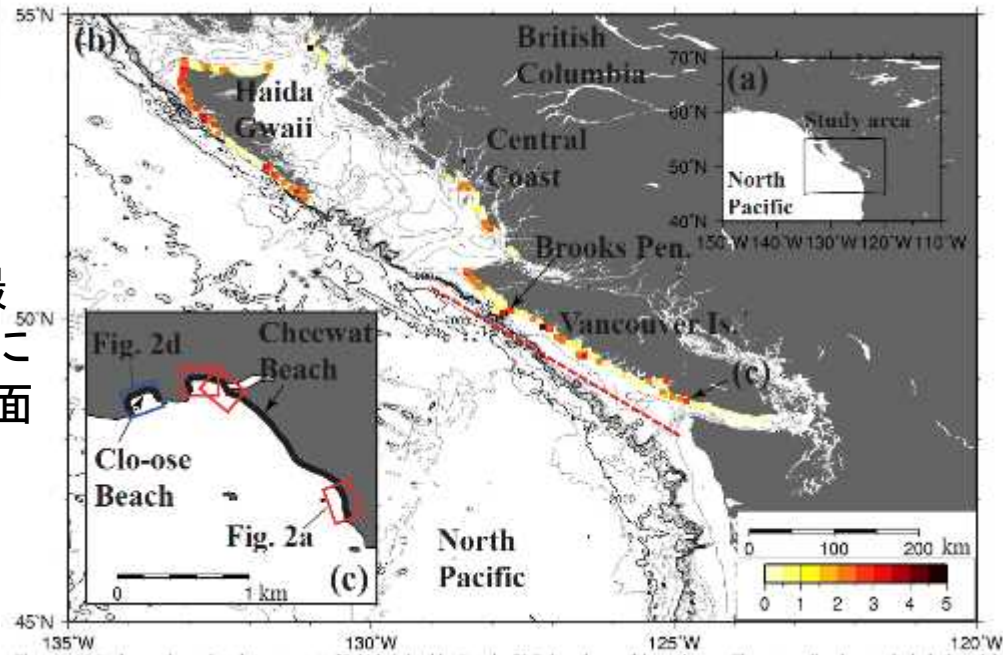 55°N
(b)
British
Columbia
70°N
(a)
60°N
Study area
50°N
North
Pacific
40°N
150°W 140°W 130°W 120°W 110°W
Haida
Gwaii
Central
Coast
Brooks Pen.
50°N
Vancouver Is.
(c)
に
面
Fig. 2d
Cheewat
Beach
Clo-ose
Beach
Fig. 2a
(c)
0 1 km
North
Pacific
0 100 200 km
0 1 2 3 4 5
45°N
135°W 130°W 125°W 120°W